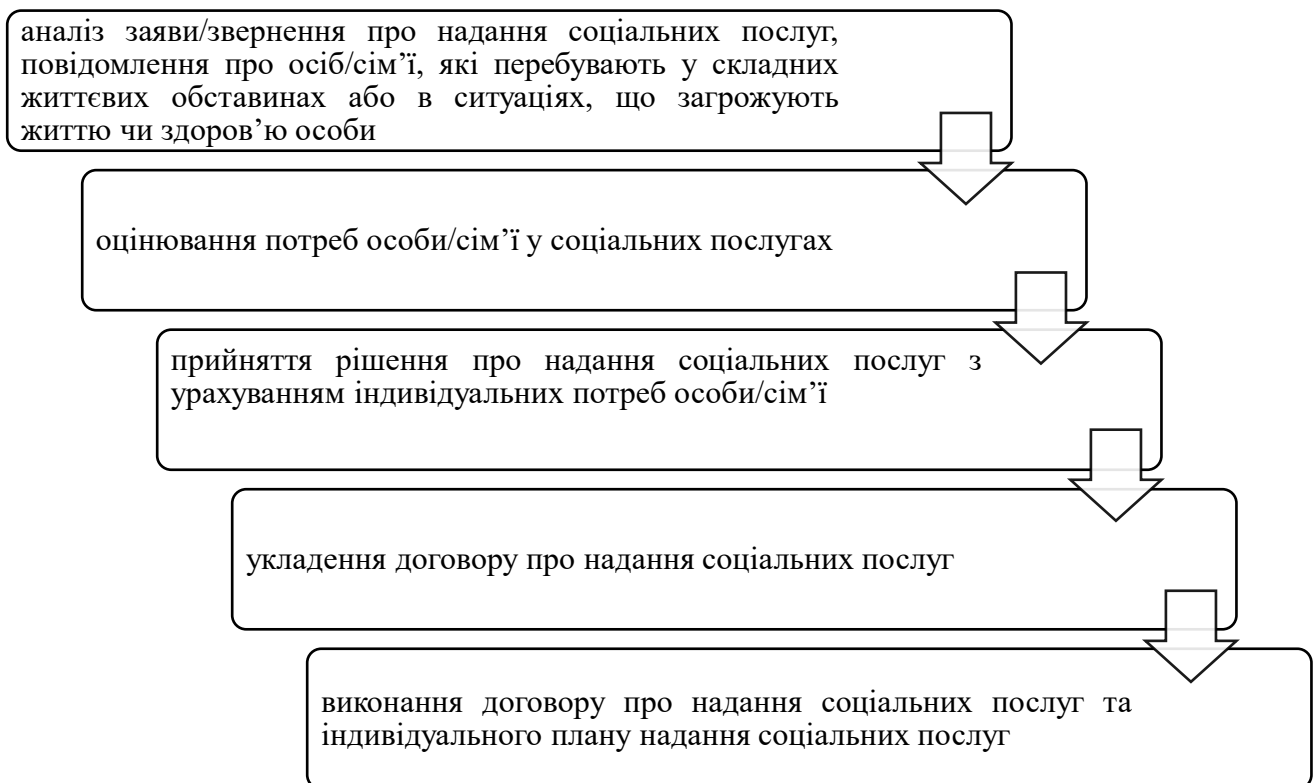 аналіз заяви/звернення про надання соціальних послуг,
повідомлення про осіб/сім’ї, які перебувають у складних
життєвих обставинах або в ситуаціях, що загрожують
життю чи здоров’ю особи
оцінювання потреб особи/сім’ї у соціальних послугах
прийняття рішення про надання соціальних послуг з
урахуванням індивідуальних потреб особи/сім’ї
укладення договору про надання соціальних послуг
виконання договору про надання соціальних послуг та
індивідуального плану надання соціальних послуг